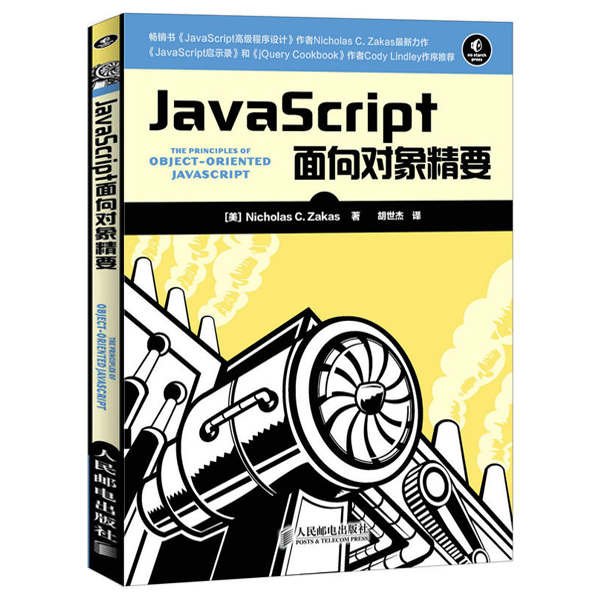 畅销书《JavaScript高级程序设计》作者Nicholas C. Zakas最新力作
《JavaScript启示录》和《jQuery Cookbook》作者Cody Lindley作序推荐
no starch
press
JavaScript
THE PRINCIPLES OF
OBJECT-ORIENTED
JAVASCRIPT
面向对象精要
[美] Nicholas C. Zakas 著 胡世杰 译
人民邮电出版社
POSTS & TELECOM PRESS
JavaScript面向对象精要
THE PRINCIPLES OF
OBJECT-ORIENTED JAVASCRIPT
人民邮电出版社